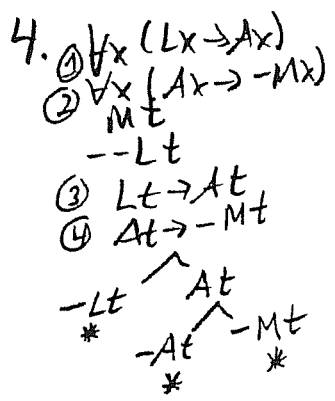 4. ① ∀x (Lx → Ax)
② ∀x (Ax → -Mx)
Mt
--Lt
③ Lt → At
④ At → -Mt
-Lt At
* -At -Mt
* *